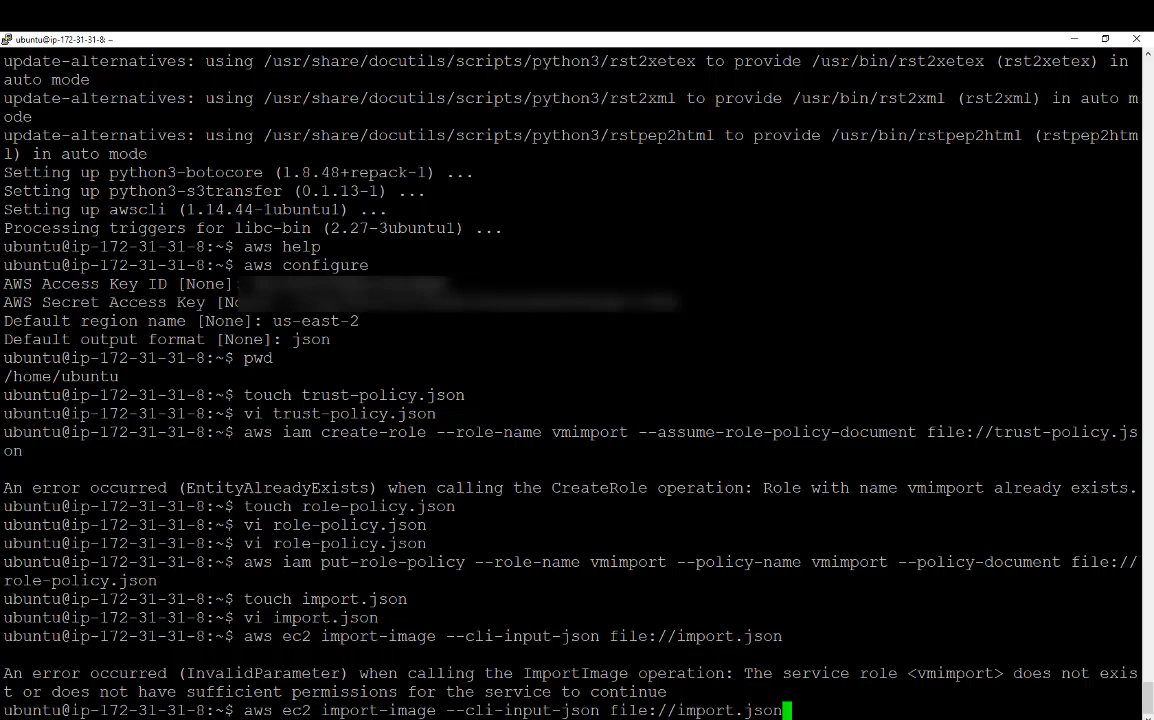 ubuntu@ip-172-31-31-8: ~
update-alternatives: using /usr/share/docutils/scripts/python3/rst2xetex to provide /usr/bin/rst2xetex (rst2xetex) in
auto mode
update-alternatives: using /usr/share/docutils/scripts/python3/rst2xml to provide /usr/bin/rst2xml (rst2xml) in auto m
ode
update-alternatives: using /usr/share/docutils/scripts/python3/rstpep2html to provide /usr/bin/rstpep2html (rstpep2htm
l) in auto mode
Setting up python3-botocore (1.8.48+repack-1) ...
Setting up python3-s3transfer (0.1.13-1) ...
Setting up awscli (1.14.44-1ubuntu1) ...
Processing triggers for libc-bin (2.27-3ubuntu1) ...
ubuntu@ip-172-31-31-8:~$ aws help
ubuntu@ip-172-31-31-8:~$ aws configure
AWS Access Key ID [None]:
AWS Secret Access Key [No
Default region name [None]: us-east-2
Default output format [None]: json
ubuntu@ip-172-31-31-8:~$ pwd
/home/ubuntu
ubuntu@ip-172-31-31-8:~$ touch trust-policy.json
ubuntu@ip-172-31-31-8:~$ vi trust-policy.json
ubuntu@ip-172-31-31-8:~$ aws iam create-role --role-name vmimport --assume-role-policy-document file://trust-policy.js
on
An error occurred (EntityAlreadyExists) when calling the CreateRole operation: Role with name vmimport already exists.
ubuntu@ip-172-31-31-8:~$ touch role-policy.json
ubuntu@ip-172-31-31-8:~$ vi role-policy.json
ubuntu@ip-172-31-31-8:~$ vi role-policy.json
ubuntu@ip-172-31-31-8:~$ aws iam put-role-policy --role-name vmimport --policy-name vmimport --policy-document file://
role-policy.json
ubuntu@ip-172-31-31-8:~$ touch import.json
ubuntu@ip-172-31-31-8:~$ vi import.json
ubuntu@ip-172-31-31-8:~$ aws ec2 import-image --cli-input-json file://import.json
An error occurred (InvalidParameter) when calling the ImportImage operation: The service role <vmimport> does not exis
t or does not have sufficient permissions for the service to continue
ubuntu@ip-172-31-31-8:~$ aws ec2 import-image --cli-input-json file://import.json